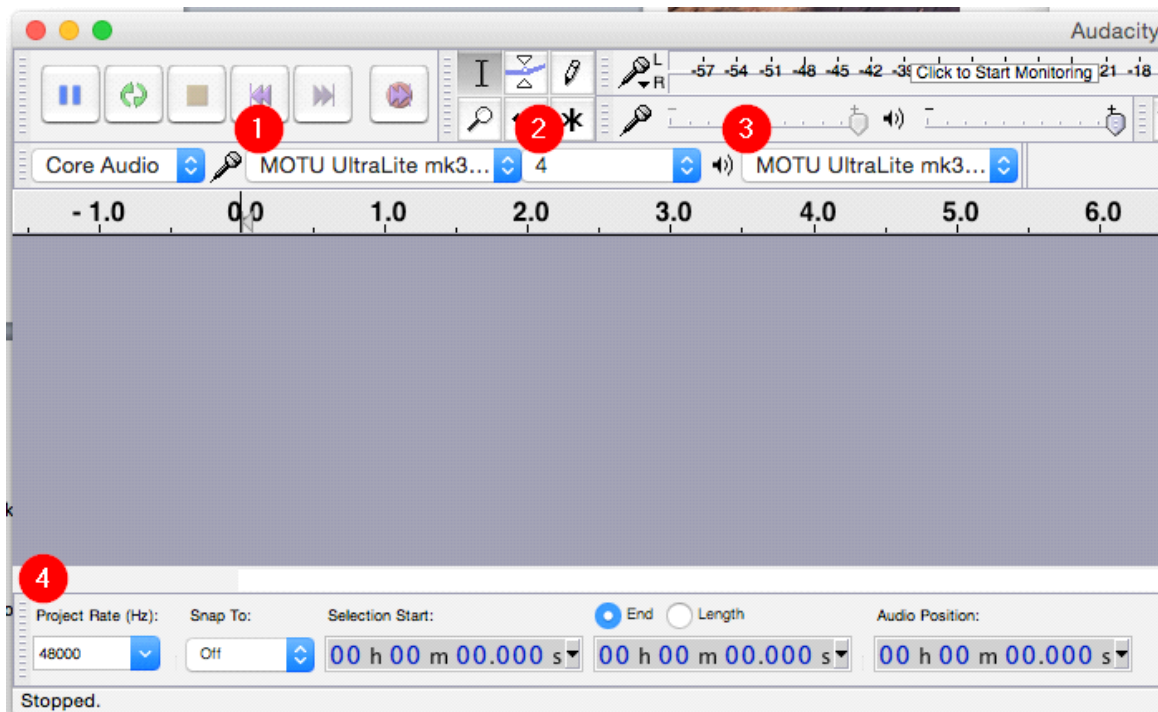 Audacity
L
R
-57 -54 -51 -48 -45 -42 -39 Click to Start Monitoring 21 -18
1
2
3
Core Audio MOTU UltraLite mk3... 4 MOTU UltraLite mk3...
- 1.0 0.0 1.0 2.0 3.0 4.0 5.0 6.0
4
Project Rate (Hz): Snap To: Selection Start: End Length Audio Position:
48000 Off 00 h 00 m 00.000 s 00 h 00 m 00.000 s 00 h 00 m 00.000 s
Stopped.